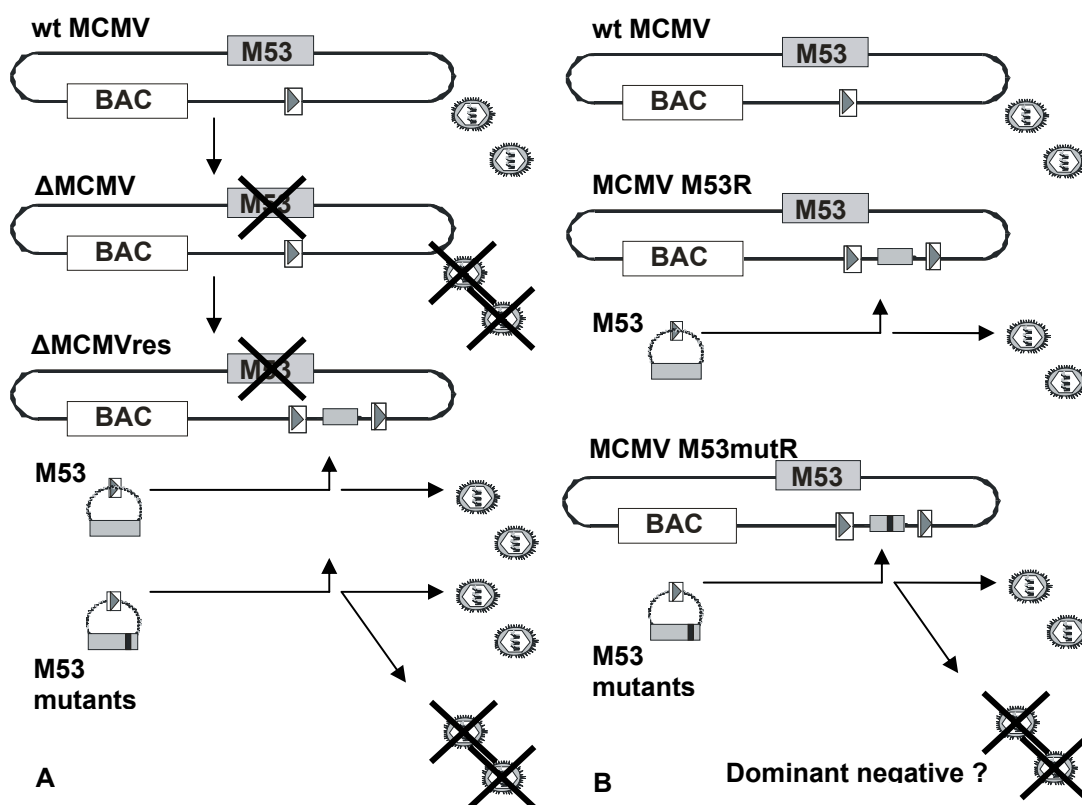 wt MCMV
M53
BAC
ΔMCMV
M53
BAC
ΔMCMVres
M53
BAC
M53
M53
mutants
A
wt MCMV
M53
BAC
MCMV M53R
M53
BAC
M53
MCMV M53mutR
M53
BAC
M53
mutants
Dominant negative ?
B